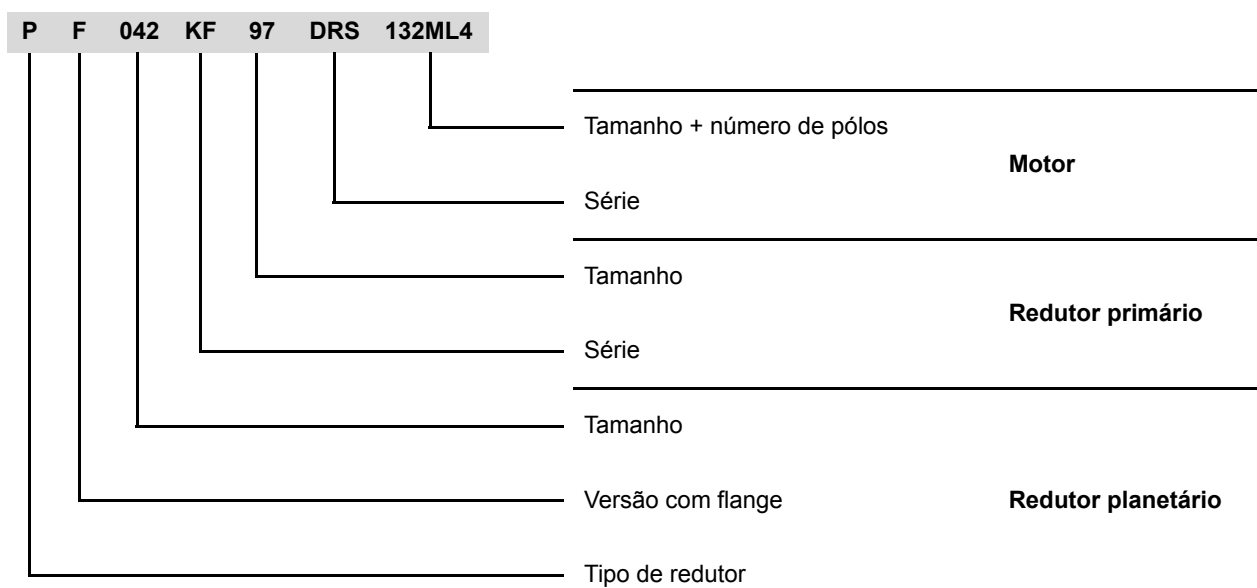 P F 042 KF 97 DRS 132ML4
Tamanho + número de pólos
Motor
Série
Tamanho
Redutor primário
Série
Tamanho
Versão com flange Redutor planetário
Tipo de redutor